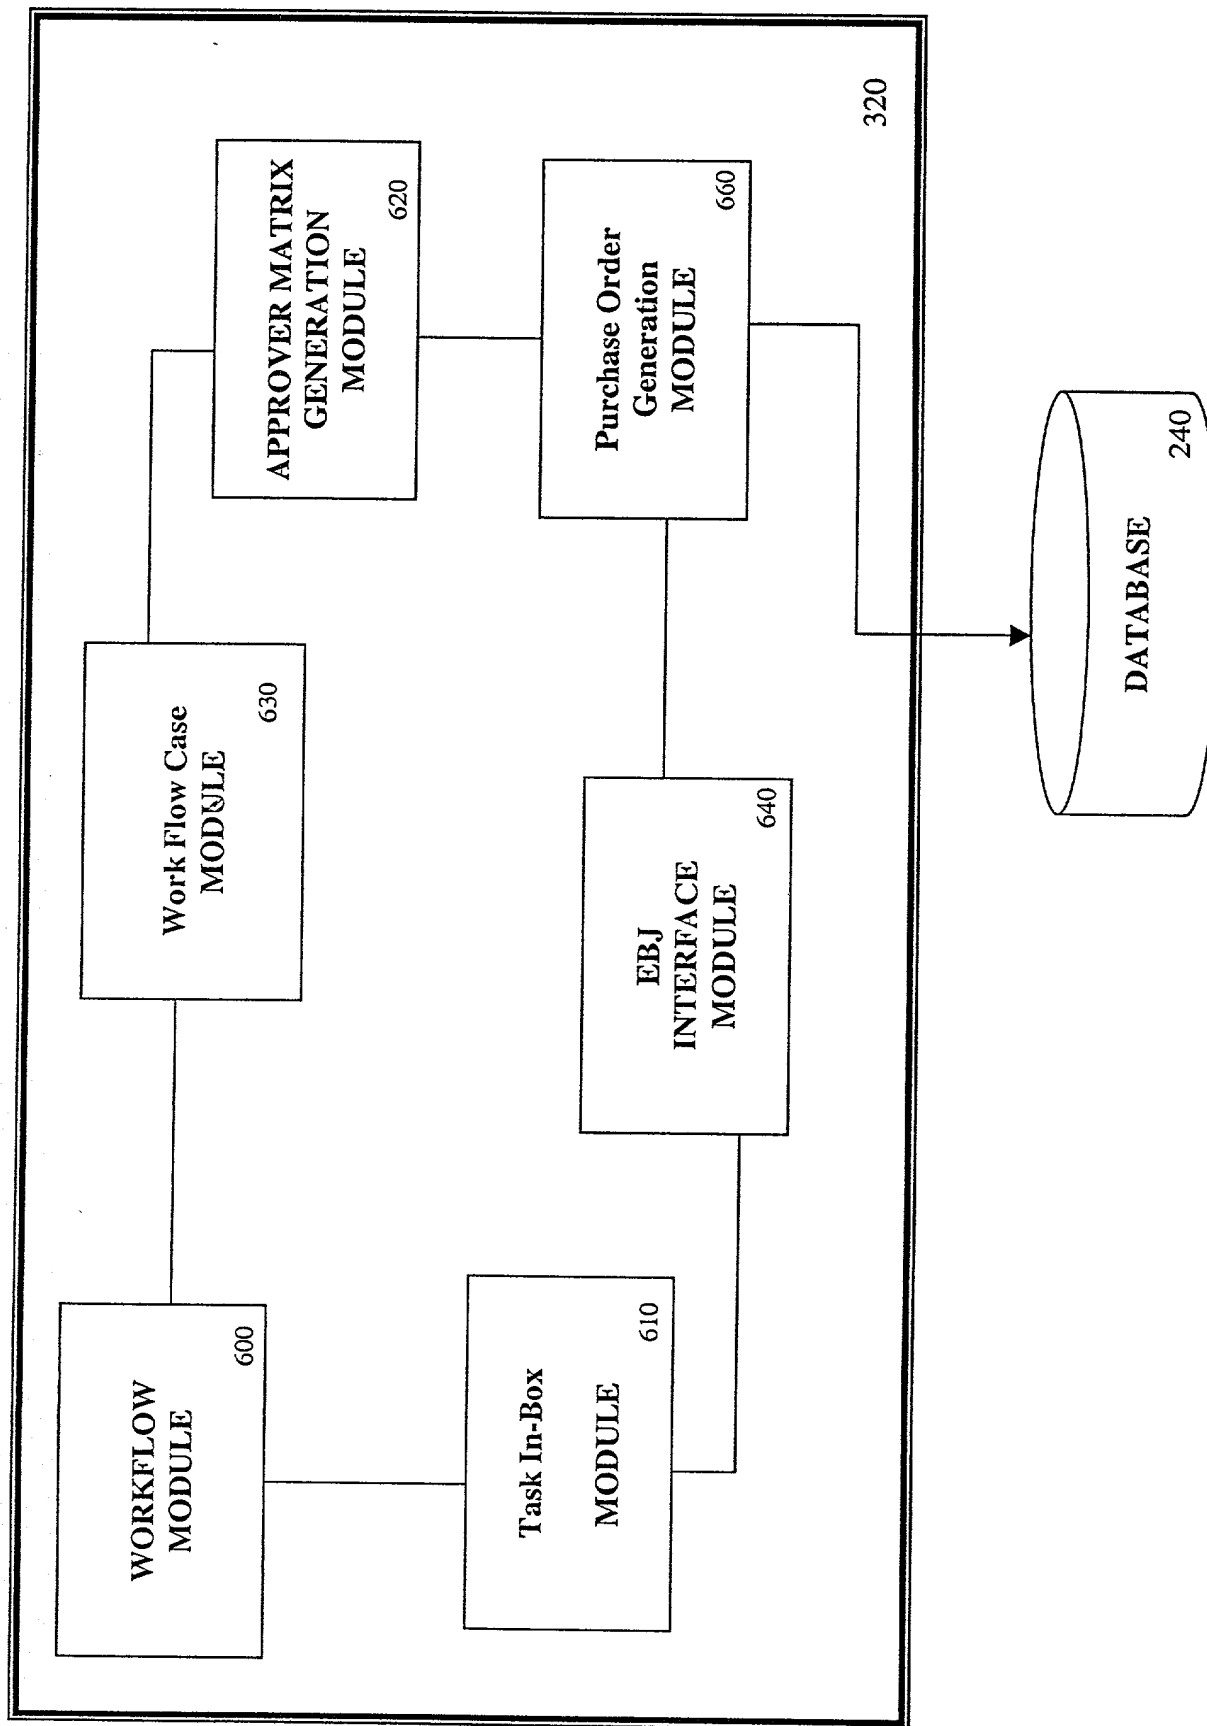 WORKFLOW
MODULE
600
Work Flow Case
MODULE
630
APPROVER MATRIX
GENERATION
MODULE
620
Task In-Box
MODULE
610
EBJ
INTERFACE
MODULE
640
Purchase Order
Generation
MODULE
660
320
DATABASE
240